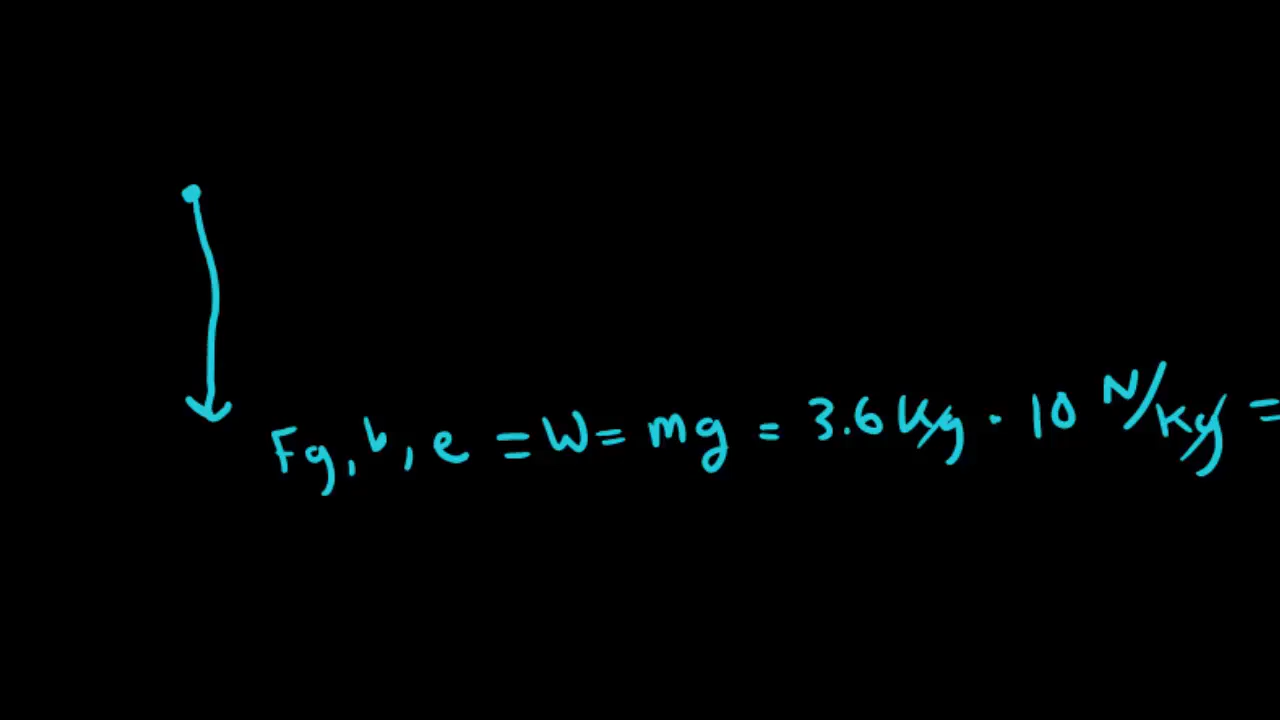 Fg, b, e = W = mg = 3.6 kg · 10 N/kg =